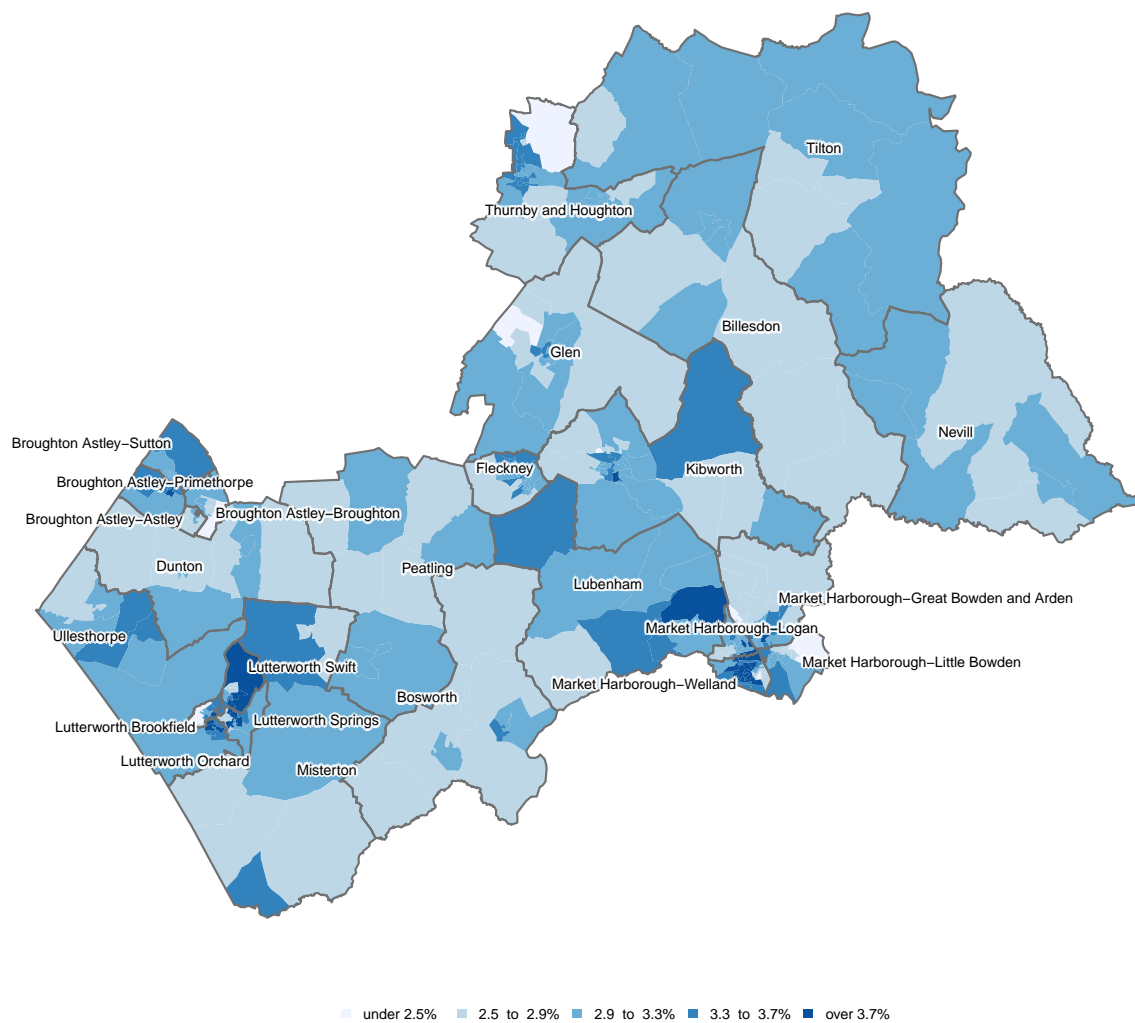 Tilton
Thurnby and Houghton
Billesdon
Glen
Nevill
Broughton Astley−Sutton
Fleckney
Kibworth
Broughton Astley−Primethorpe
Broughton Astley−Astley
Broughton Astley−Broughton
Dunton
Peatling
Lubenham
Market Harborough−Great Bowden and Arden
Market Harborough−Logan
Ullesthorpe
Market Harborough−Little Bowden
Lutterworth Swift
Market Harborough−Welland
Bosworth
Lutterworth Springs
Lutterworth Brookfield
Lutterworth Orchard
Misterton
under 2.5% 2.5 to 2.9% 2.9 to 3.3% 3.3 to 3.7% over 3.7%